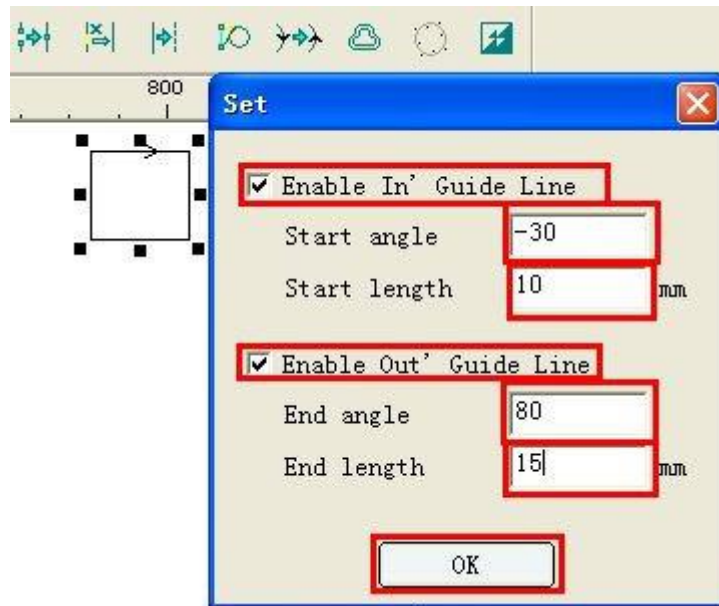 800
Set
Enable In' Guide Line
Start angle -30
Start length 10 mm
Enable Out' Guide Line
End angle 80
End length 15 mm
OK